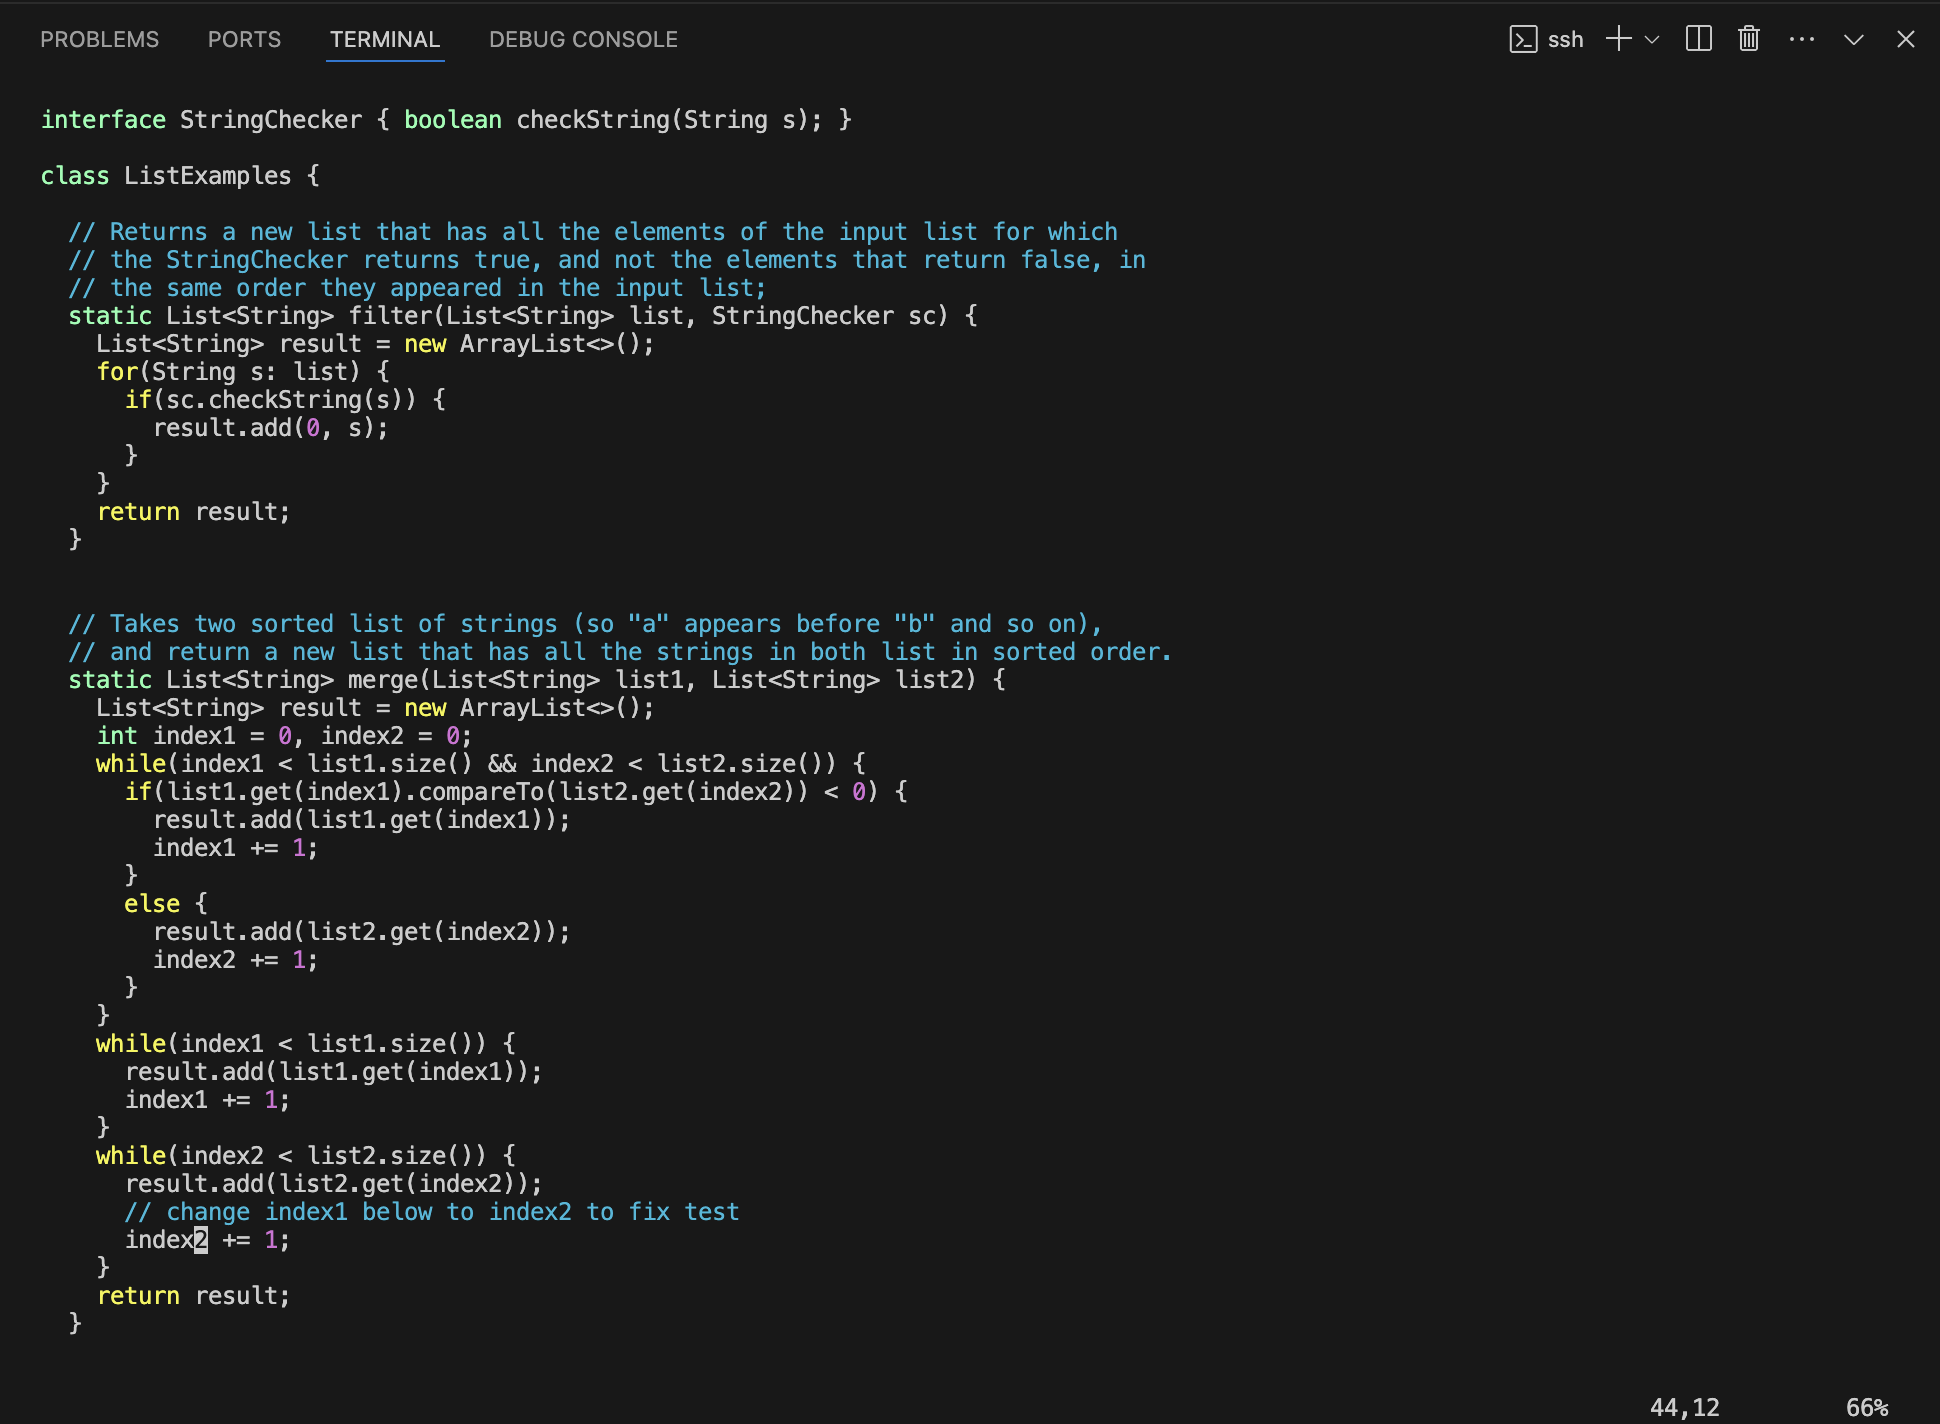 PROBLEMS PORTS TERMINAL DEBUG CONSOLE ssh
interface StringChecker { boolean checkString(String s); }
class ListExamples {
// Returns a new list that has all the elements of the input list for which
// the StringChecker returns true, and not the elements that return false, in
// the same order they appeared in the input list;
static List<String> filter(List<String> list, StringChecker sc) {
List<String> result = new ArrayList<>();
for(String s: list) {
if(sc.checkString(s)) {
result.add(0, s);
}
}
return result;
}
// Takes two sorted list of strings (so "a" appears before "b" and so on),
// and return a new list that has all the strings in both list in sorted order.
static List<String> merge(List<String> list1, List<String> list2) {
List<String> result = new ArrayList<>();
int index1 = 0, index2 = 0;
while(index1 < list1.size() && index2 < list2.size()) {
if(list1.get(index1).compareTo(list2.get(index2)) < 0) {
result.add(list1.get(index1));
index1 += 1;
}
else {
result.add(list2.get(index2));
index2 += 1;
}
}
while(index1 < list1.size()) {
result.add(list1.get(index1));
index1 += 1;
}
while(index2 < list2.size()) {
result.add(list2.get(index2));
// change index1 below to index2 to fix test
index2 += 1;
}
return result;
}
44,12 66%